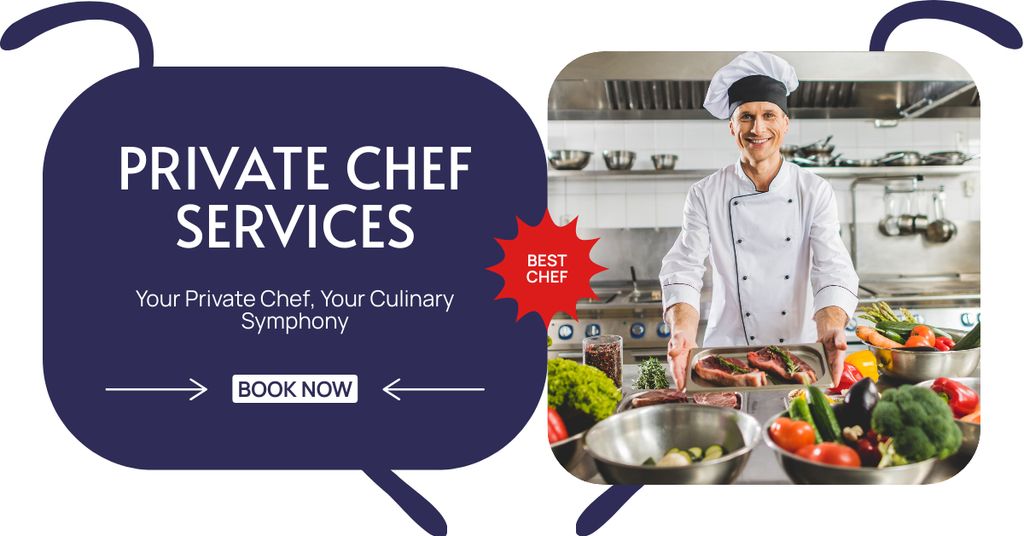 PRIVATE CHEF
SERVICES
Your Private Chef, Your Culinary
Symphony
BOOK NOW
BEST
CHEF